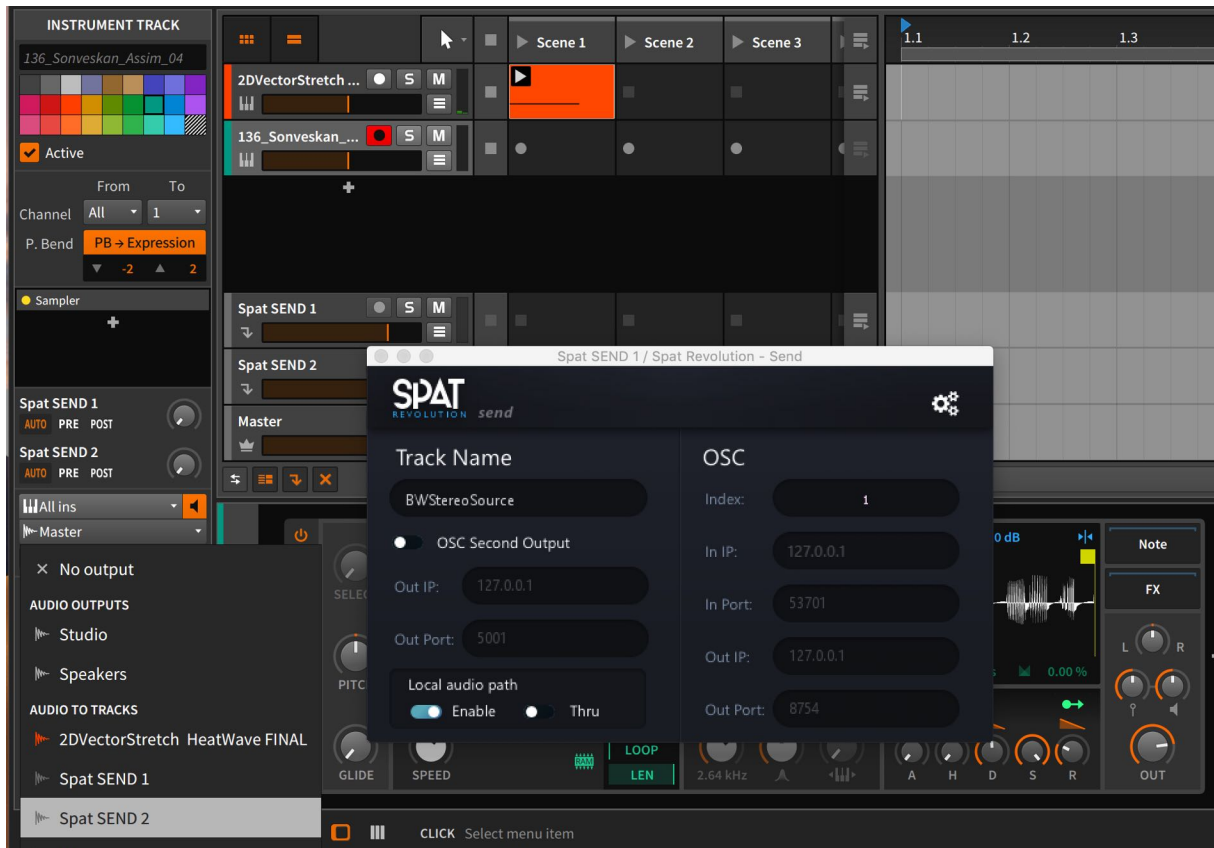 INSTRUMENT TRACK
136_Sonveskan_Assim_04
Active
From To
Channel All 1
P. Bend PB → Expression
-2 2
Sampler
Spat SEND 1
AUTO PRE POST
Spat SEND 2
AUTO PRE POST
All ins
Master
No output
AUDIO OUTPUTS
Studio
Speakers
AUDIO TO TRACKS
2DVectorStretch HeatWave FINAL
Spat SEND 1
Spat SEND 2
Scene 1 Scene 2 Scene 3
1.1 1.2 1.3
2DVectorStretch ... S M
136_Sonveskan_... S M
Spat SEND 1 S M
Spat SEND 2
Master
Spat SEND 1 / Spat Revolution - Send
SPAT
REVOLUTION send
Track Name
BWStereoSource
OSC Second Output
Out IP: 127.0.0.1
Out Port: 5001
Local audio path
Enable Thru
OSC
Index: 1
In IP: 127.0.0.1
In Port: 53701
Out IP: 127.0.0.1
Out Port: 8754
0 dB
Note
FX
L R
0.00 %
GLIDE SPEED
RAM
LOOP
LEN
2.64 kHz
A H D S R
OUT
CLICK Select menu item